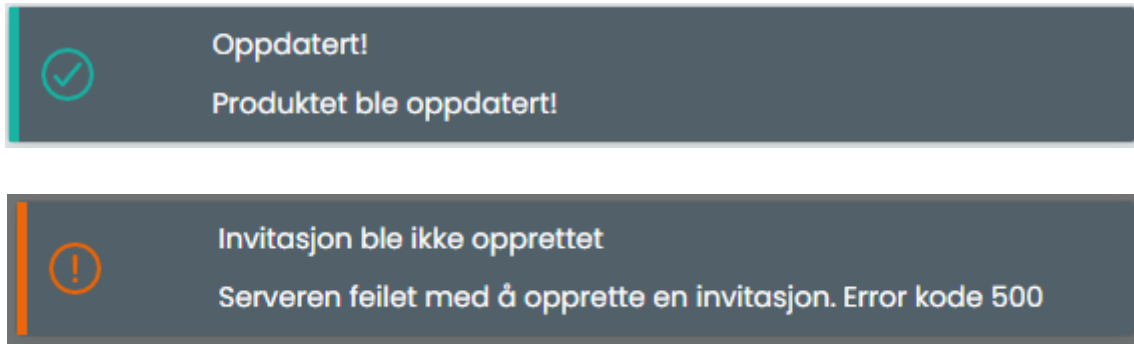 Oppdatert!
Produktet ble oppdatert!
Invitasjon ble ikke opprettet
Serveren feilet med å opprette en invitasjon. Error kode 500